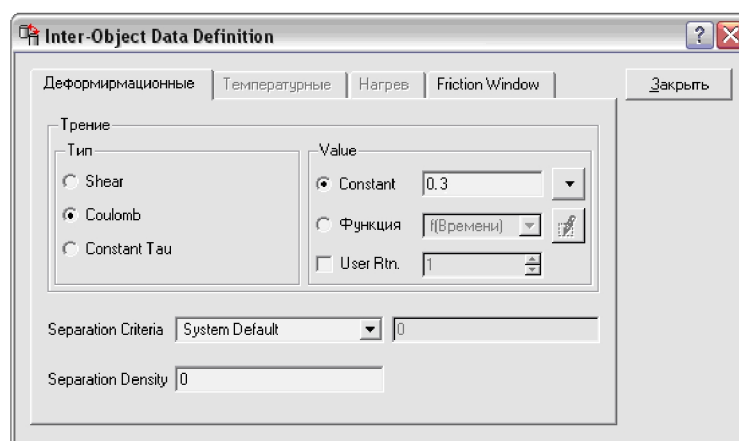 Inter-Object Data Definition
Деформирмационные Температурные Нагрев Friction Window Закрыть
Трение
Тип Value
Shear Constant 0.3
Coulomb Функция f(Времени)
Constant Tau User Rtn. 1
Separation Criteria System Default 0
Separation Density 0